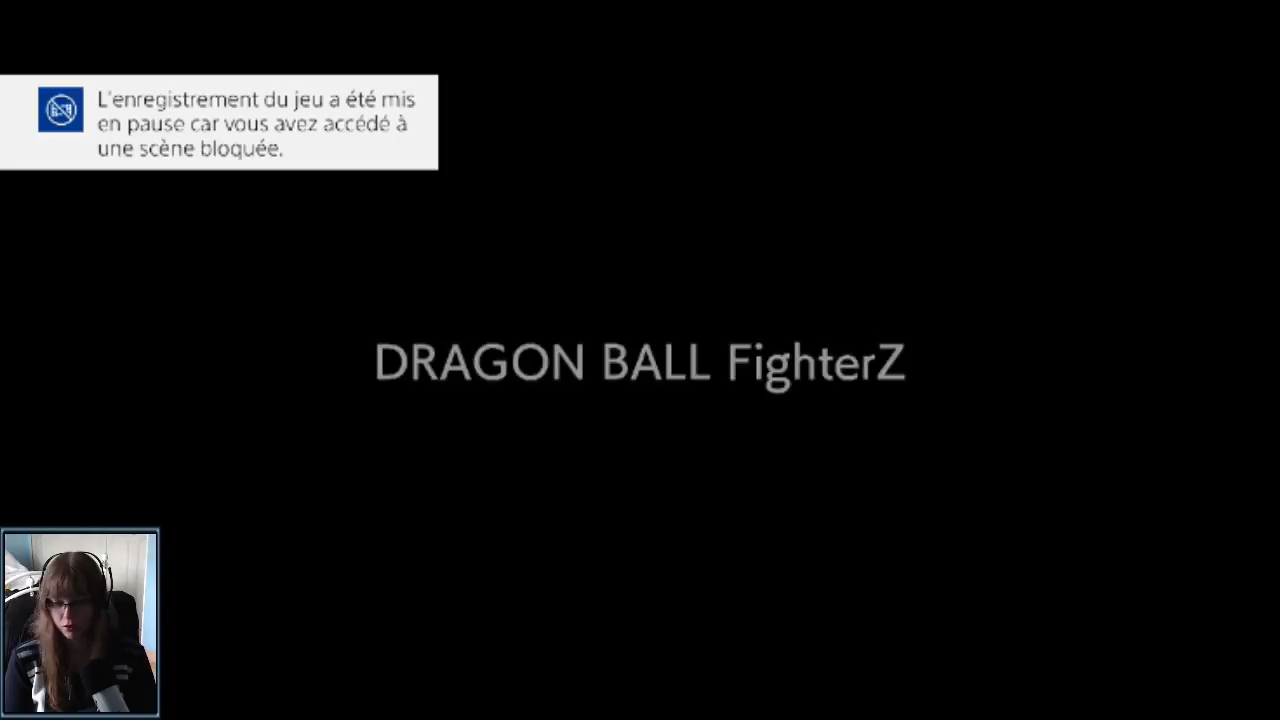 L'enregistrement du jeu a été mis
en pause car vous avez accédé à
une scène bloquée.
DRAGON BALL FighterZ